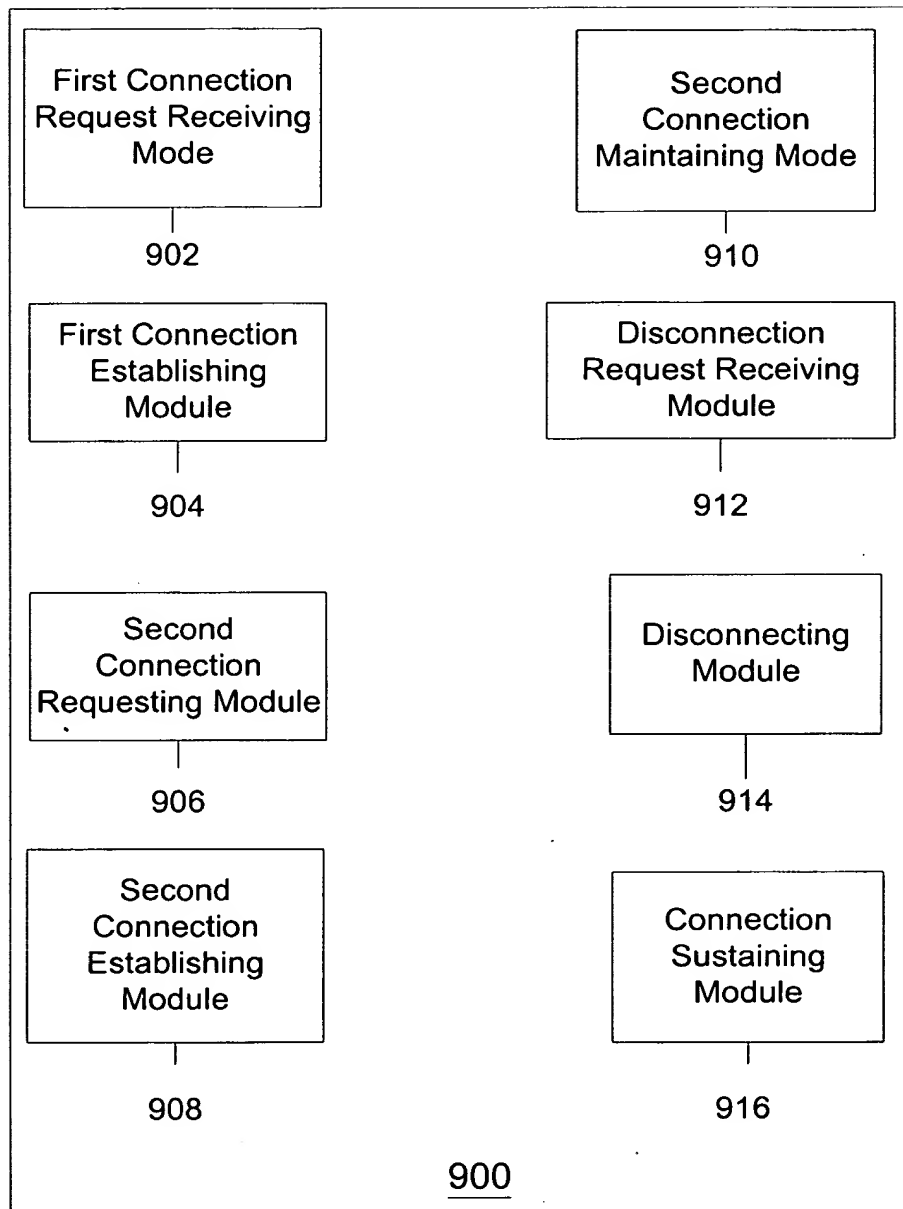 First Connection
Request Receiving
Mode
902
First Connection
Establishing
Module
904
Second
Connection
Requesting Module
906
Second
Connection
Establishing
Module
908
Second
Connection
Maintaining Mode
910
Disconnection
Request Receiving
Module
912
Disconnecting
Module
914
Connection
Sustaining
Module
916
900